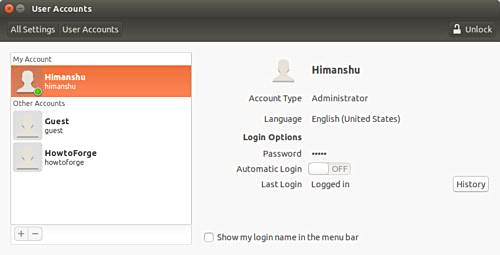 User Accounts
All Settings User Accounts Unlock
My Account
Himanshu
himanshu
Other Accounts
Guest
guest
HowtoForge
howtoforge
Himanshu
Account Type Administrator
Language English (United States)
Login Options
Password •••••
Automatic Login OFF
Last Login Logged in History
Show my login name in the menu bar